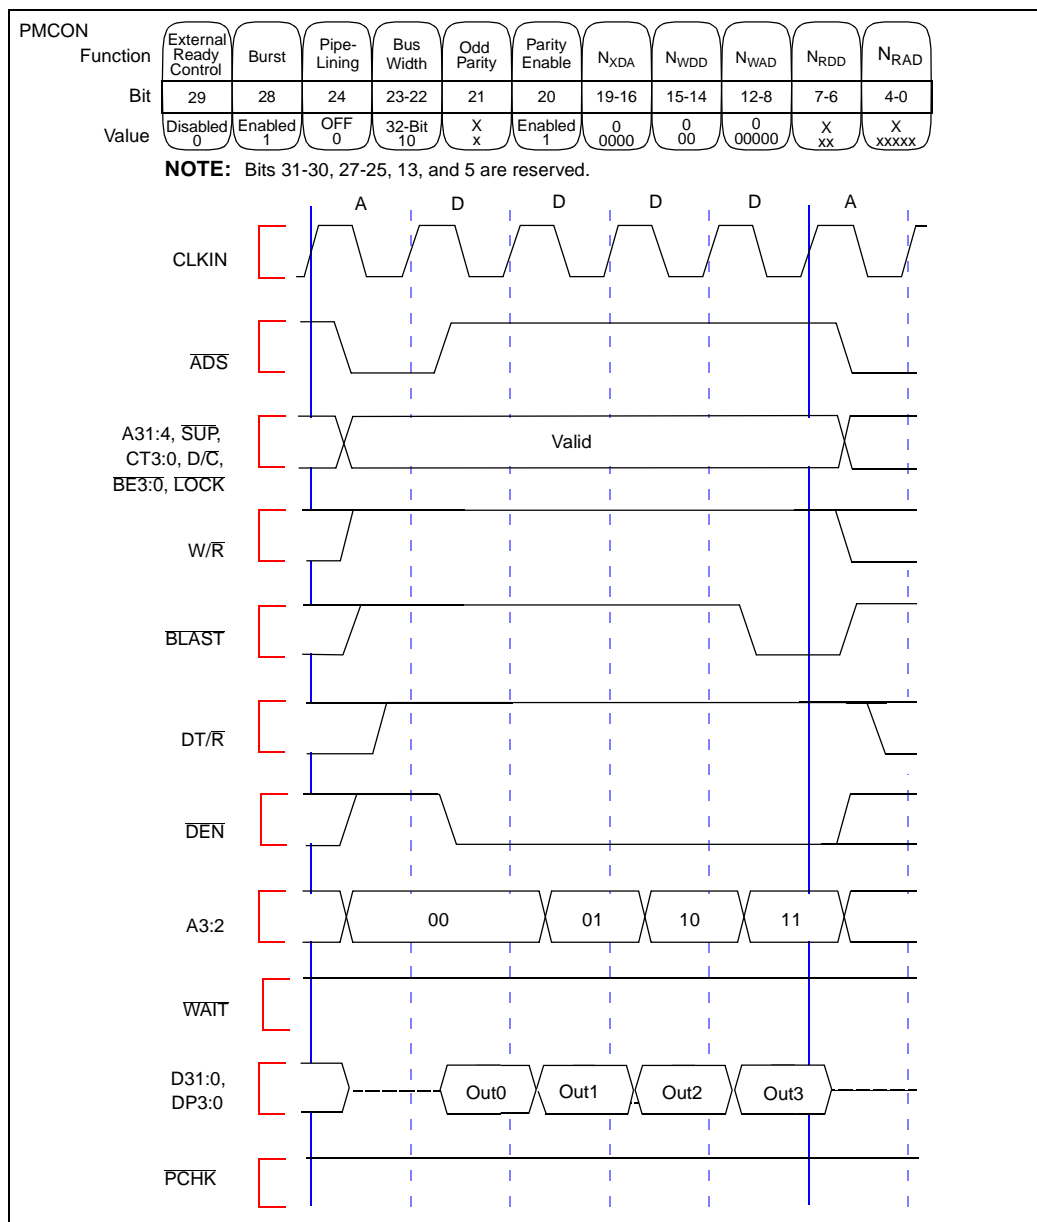 PMCON
Function
External Ready Control
Burst
Pipe-Lining
Bus Width
Odd Parity
Parity Enable
NXDA
NWDD
NWAD
NRDD
NRAD
Bit
29
28
24
23-22
21
20
19-16
15-14
12-8
7-6
4-0
Value
Disabled 0
Enabled 1
OFF 0
32-Bit 10
X x
Enabled 1
0 0000
0 00
0 00000
X xx
X xxxxx
NOTE: Bits 31-30, 27-25, 13, and 5 are reserved.
A D D D D A
CLKIN
ADS
A31:4, SUP,
CT3:0, D/C,
BE3:0, LOCK
Valid
W/R
BLAST
DT/R
DEN
A3:2
00 01 10 11
WAIT
D31:0,
DP3:0
Out0 Out1 Out2 Out3
PCHK